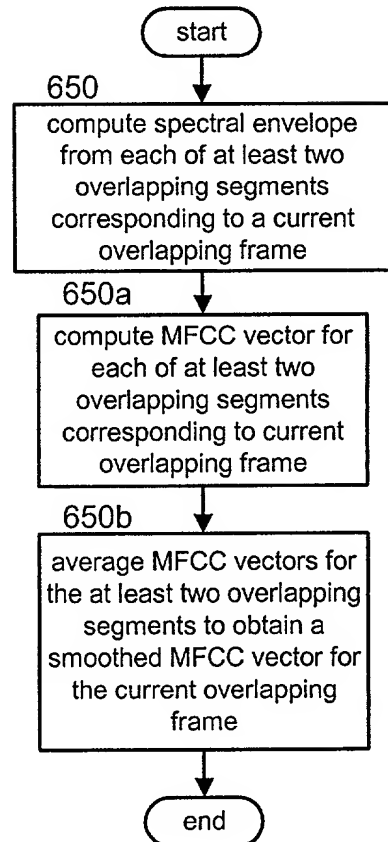 start
650
compute spectral envelope
from each of at least two
overlapping segments
corresponding to a current
overlapping frame
650a
compute MFCC vector for
each of at least two
overlapping segments
corresponding to current
overlapping frame
650b
average MFCC vectors for
the at least two overlapping
segments to obtain a
smoothed MFCC vector for
the current overlapping
frame
end